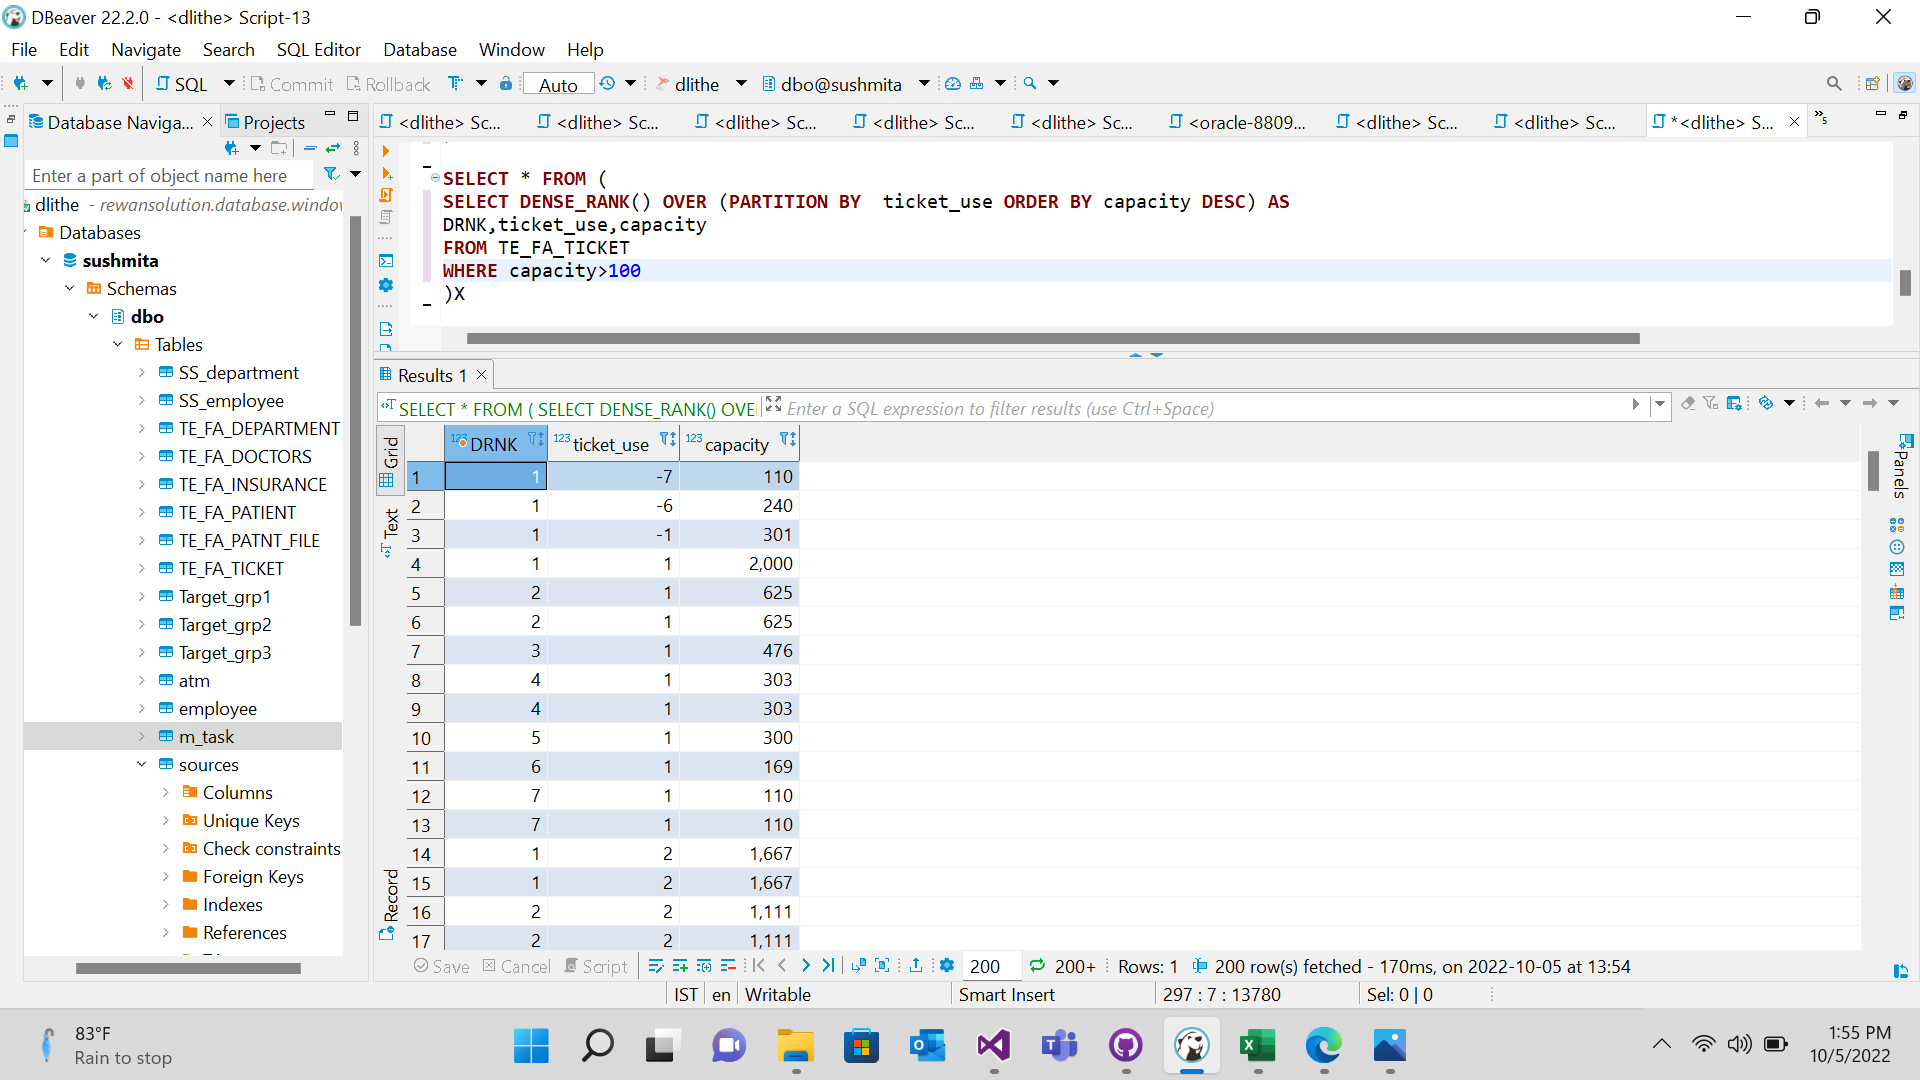 DBeaver 22.2.0 - <dlithe> Script-13
File Edit Navigate Search SQL Editor Database Window Help
SQL Commit Rollback Auto dlithe dbo@sushmita
Database Naviga... Projects
<dlithe> Sc... <dlithe> Sc... <dlithe> Sc... <dlithe> Sc... <dlithe> Sc... <oracle-8809... <dlithe> Sc... <dlithe> Sc... *<dlithe> S... »5
Enter a part of object name here
dlithe - rewansolution.database.window
Databases
sushmita
Schemas
dbo
Tables
SS_department
SS_employee
TE_FA_DEPARTMENT
TE_FA_DOCTORS
TE_FA_INSURANCE
TE_FA_PATIENT
TE_FA_PATNT_FILE
TE_FA_TICKET
Target_grp1
Target_grp2
Target_grp3
atm
employee
m_task
sources
Columns
Unique Keys
Check constraints
Foreign Keys
Indexes
References
SELECT * FROM (
SELECT DENSE_RANK() OVER (PARTITION BY  ticket_use ORDER BY capacity DESC) AS
DRNK,ticket_use,capacity
FROM TE_FA_TICKET
WHERE capacity>100
)X
Results 1
SELECT * FROM ( SELECT DENSE_RANK() OVE Enter a SQL expression to filter results (use Ctrl+Space)
Grid
Text
Record
Panels
123 DRNK 123 ticket_use 123 capacity
1 1 -7 110
2 1 -6 240
3 1 -1 301
4 1 1 2,000
5 2 1 625
6 2 1 625
7 3 1 476
8 4 1 303
9 4 1 303
10 5 1 300
11 6 1 169
12 7 1 110
13 7 1 110
14 1 2 1,667
15 1 2 1,667
16 2 2 1,111
17 2 2 1,111
Save Cancel Script 200 200+ Rows: 1 200 row(s) fetched - 170ms, on 2022-10-05 at 13:54
IST en Writable Smart Insert 297 : 7 : 13780 Sel: 0 | 0
83°F
Rain to stop
1:55 PM
10/5/2022